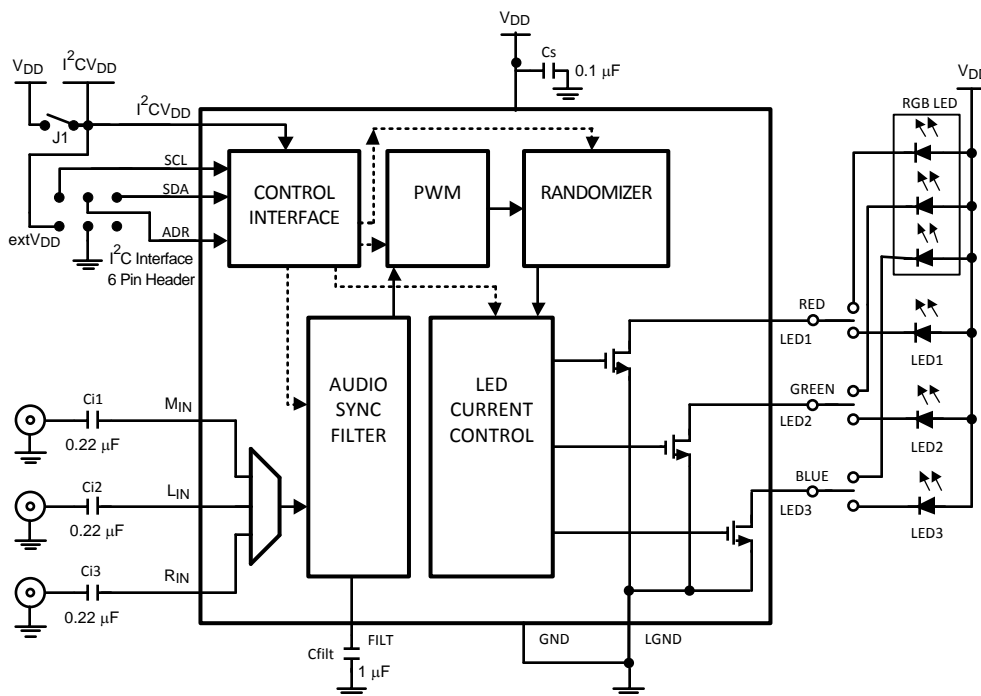 VDD
Cs
0.1 μF
VDD
I²CVDD
J1
I²CVDD
SCL
SDA
ADR
extVDD
I²C Interface
6 Pin Header
CONTROL
INTERFACE
PWM
RANDOMIZER
AUDIO
SYNC
FILTER
LED
CURRENT
CONTROL
Ci1
0.22 μF
MIN
Ci2
0.22 μF
LIN
Ci3
0.22 μF
RIN
Cfilt
FILT
1 μF
GND
LGND
VDD
RGB LED
RED
LED1
LED1
GREEN
LED2
LED2
BLUE
LED3
LED3